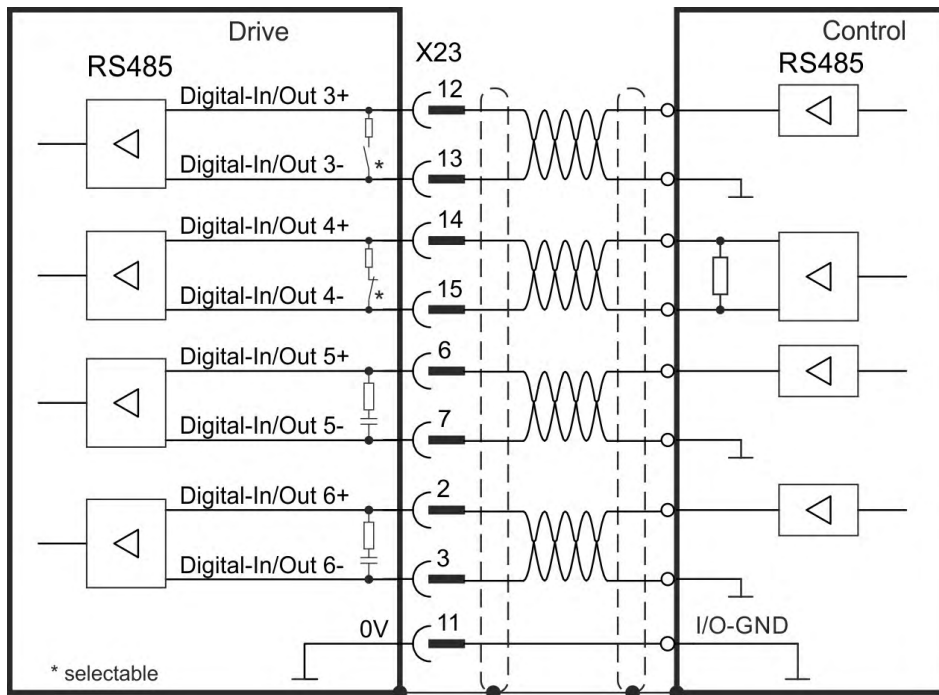 Drive
Control
X23
RS485
RS485
Digital-In/Out 3+
12
Digital-In/Out 3-
*
13
Digital-In/Out 4+
14
Digital-In/Out 4-
*
15
Digital-In/Out 5+
6
Digital-In/Out 5-
7
Digital-In/Out 6+
2
Digital-In/Out 6-
3
0V
11
I/O-GND
* selectable